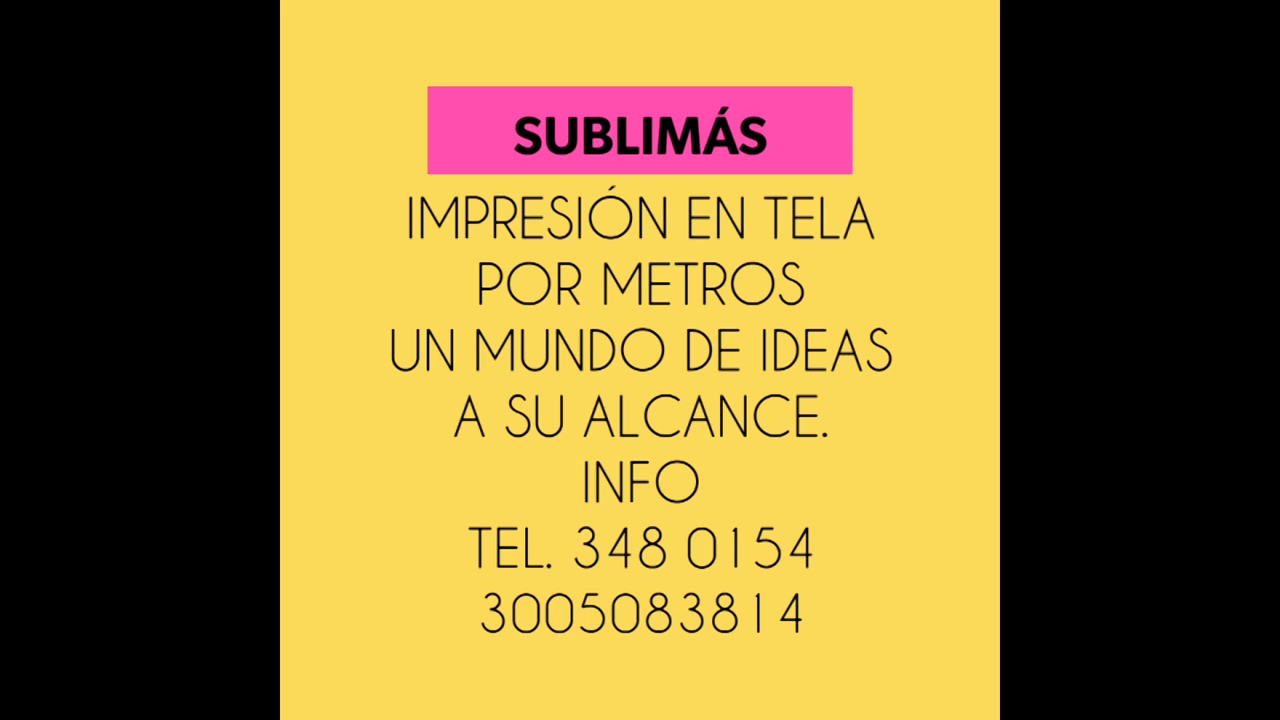 SUBLIMÁS
IMPRESIÓN EN TELA
POR METROS
UN MUNDO DE IDEAS
A SU ALCANCE.
INFO
TEL. 348 0154
3005083814